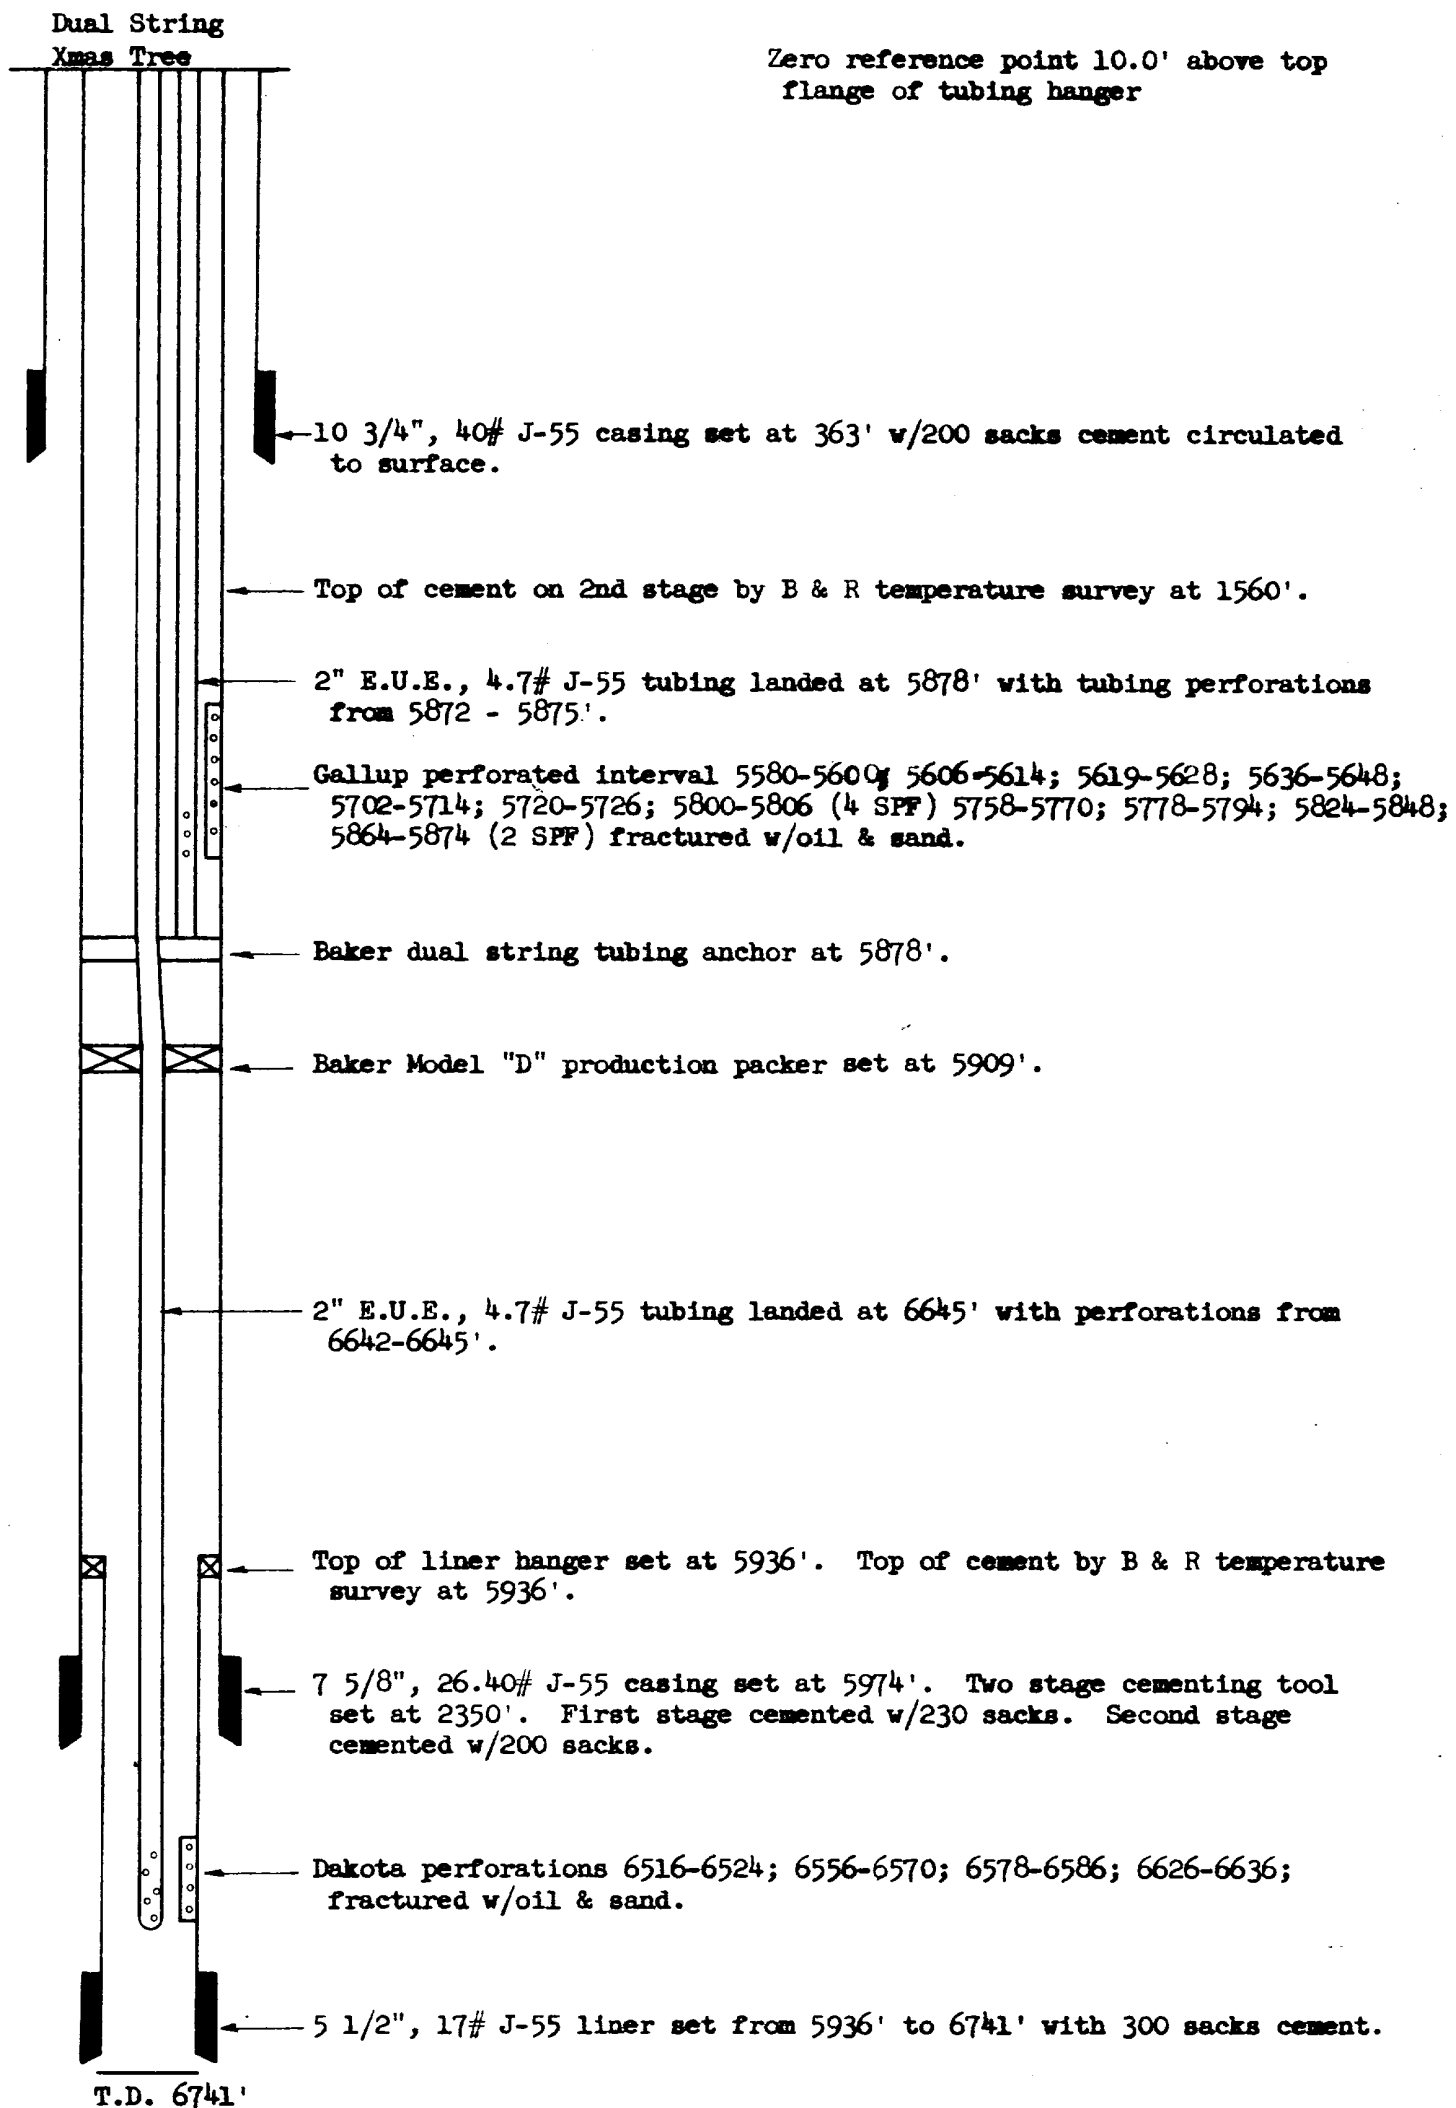 Dual String
Xmas Tree
Zero reference point 10.0' above top
flange of tubing hanger
10 3/4", 40# J-55 casing set at 363' w/200 sacks cement circulated
to surface.
Top of cement on 2nd stage by B & R temperature survey at 1560'.
2" E.U.E., 4.7# J-55 tubing landed at 5878' with tubing perforations
from 5872 - 5875'.
Gallup perforated interval 5580-5600; 5606-5614; 5619-5628; 5636-5648;
5702-5714; 5720-5726; 5800-5806 (4 SPF) 5758-5770; 5778-5794; 5824-5848;
5864-5874 (2 SPF) fractured w/oil & sand.
Baker dual string tubing anchor at 5878'.
Baker Model "D" production packer set at 5909'.
2" E.U.E., 4.7# J-55 tubing landed at 6645' with perforations from
6642-6645'.
Top of liner hanger set at 5936'. Top of cement by B & R temperature
survey at 5936'.
7 5/8", 26.40# J-55 casing set at 5974'. Two stage cementing tool
set at 2350'. First stage cemented w/230 sacks. Second stage
cemented w/200 sacks.
Dakota perforations 6516-6524; 6556-6570; 6578-6586; 6626-6636;
fractured w/oil & sand.
5 1/2", 17# J-55 liner set from 5936' to 6741' with 300 sacks cement.
T.D. 6741'